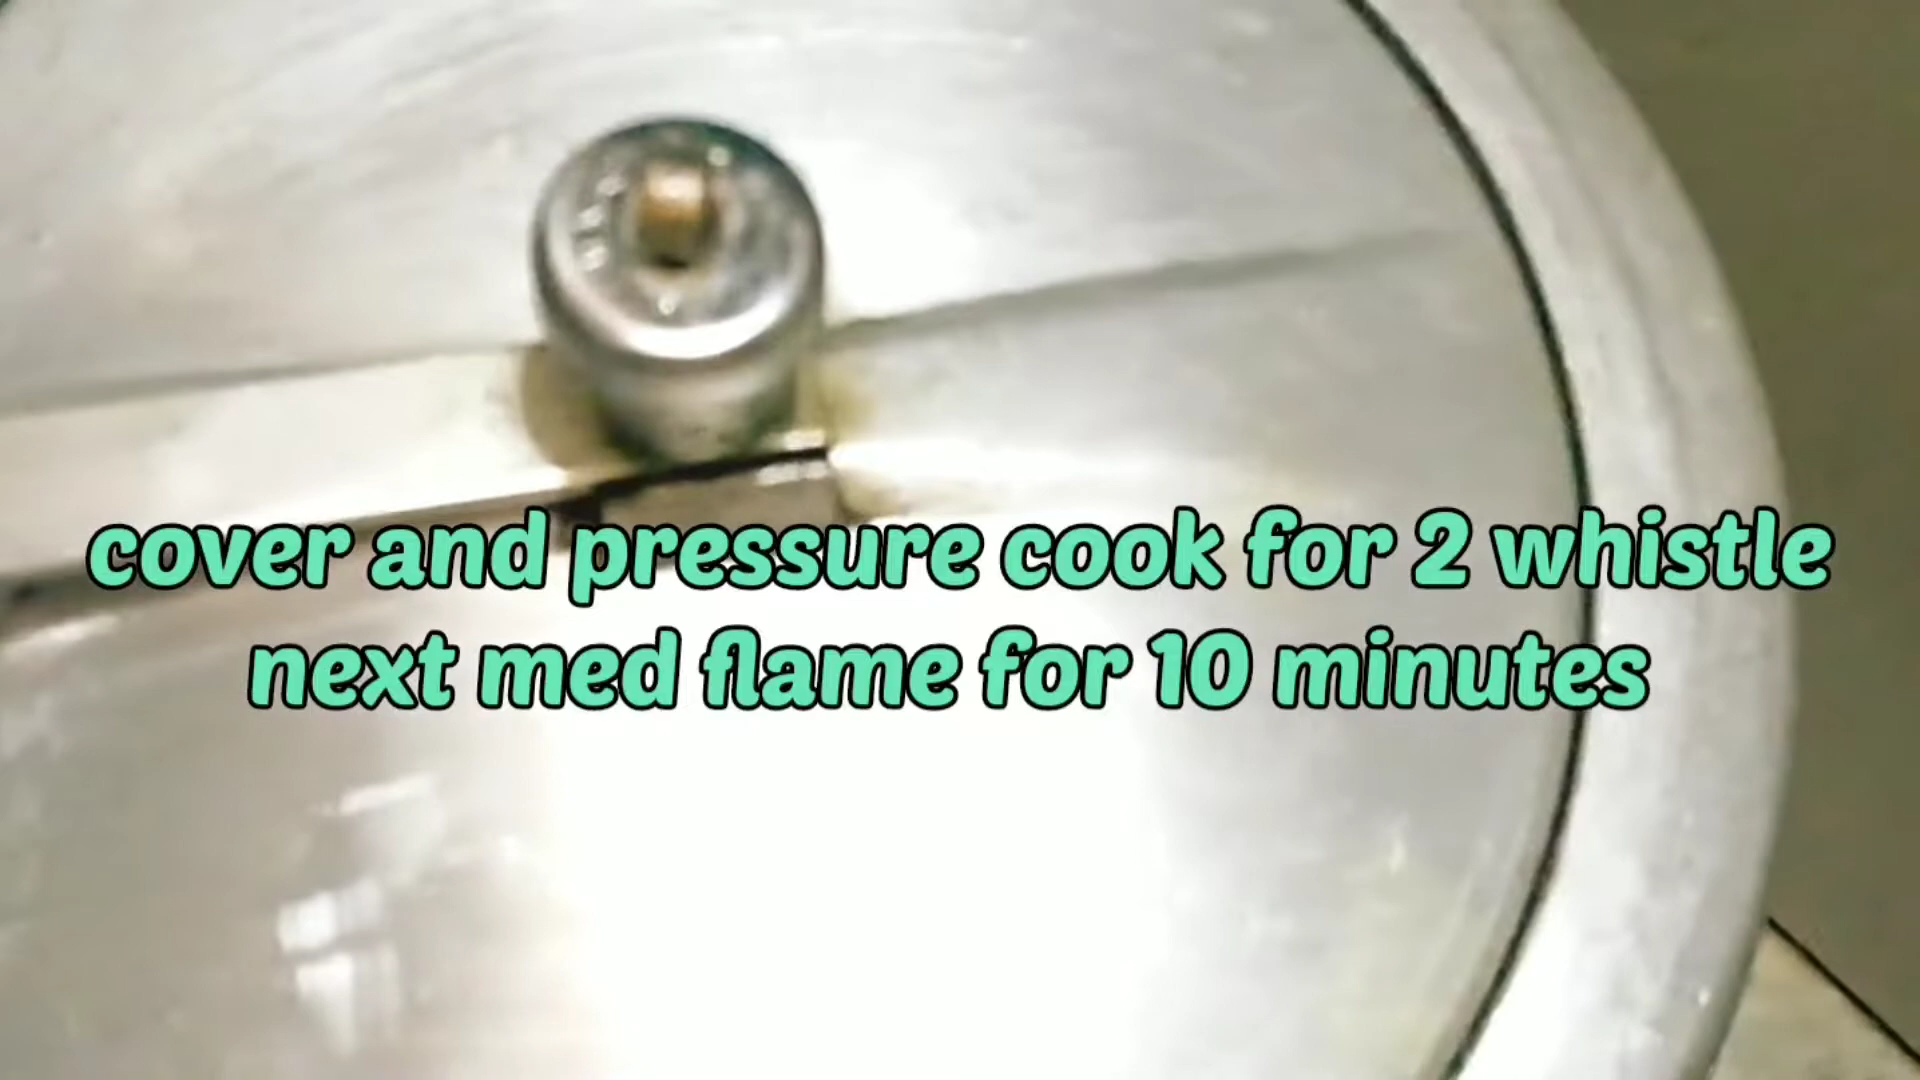 cover and pressure cook for 2 whistle
next med flame for 10 minutes